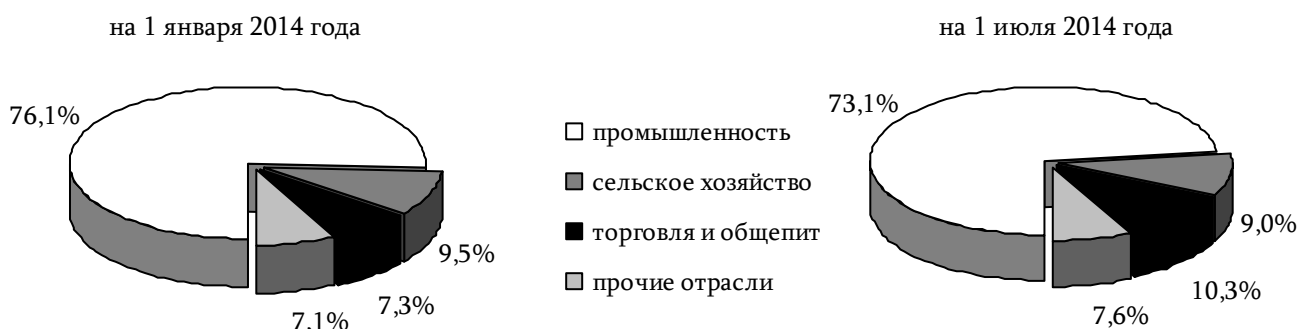 на 1 января 2014 года
на 1 июля 2014 года
76,1%
73,1%
промышленность
сельское хозяйство
торговля и общепит
прочие отрасли
9,5%
7,3%
7,1%
9,0%
10,3%
7,6%